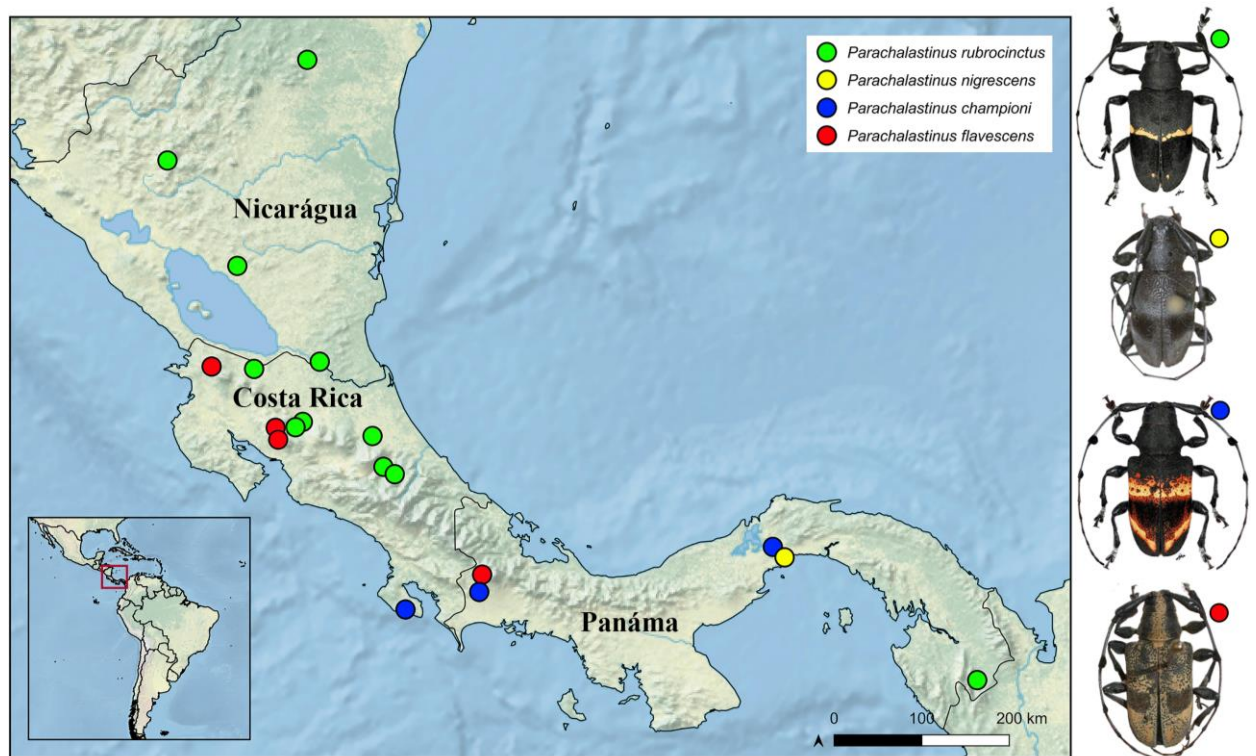 Parachalastinus rubrocinctus
Parachalastinus nigrescens
Parachalastinus championi
Parachalastinus flavescens
Nicarágua
Costa Rica
Panáma
0 100 200 km